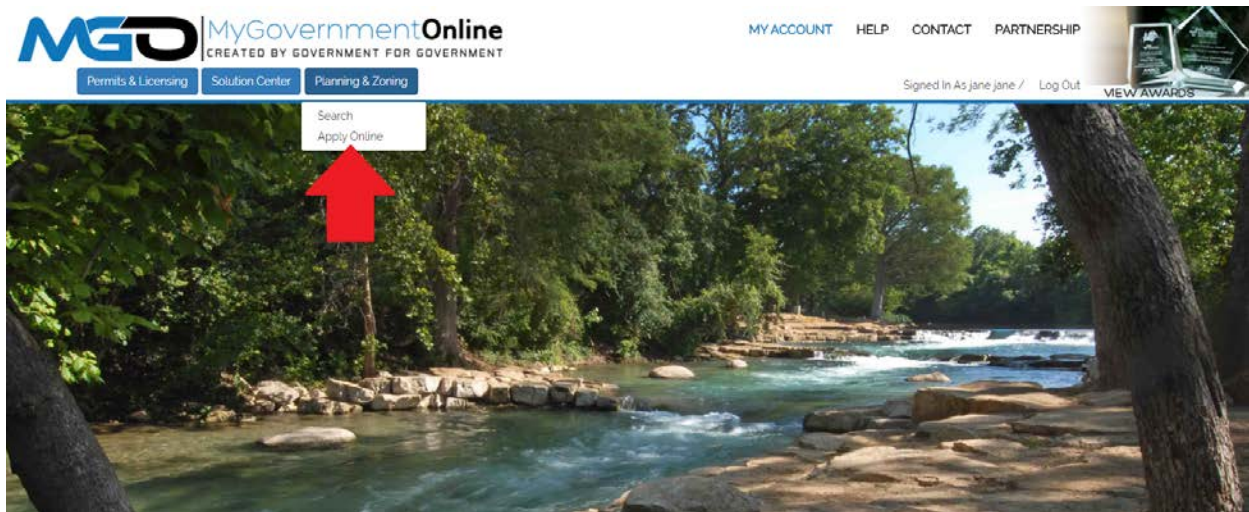 MGO MyGovernmentOnline
CREATED BY GOVERNMENT FOR GOVERNMENT
MY ACCOUNT HELP CONTACT PARTNERSHIP
Permits & Licensing Solution Center Planning & Zoning
Signed In As jane jane / Log Out
VIEW AWARDS
Search
Apply Online